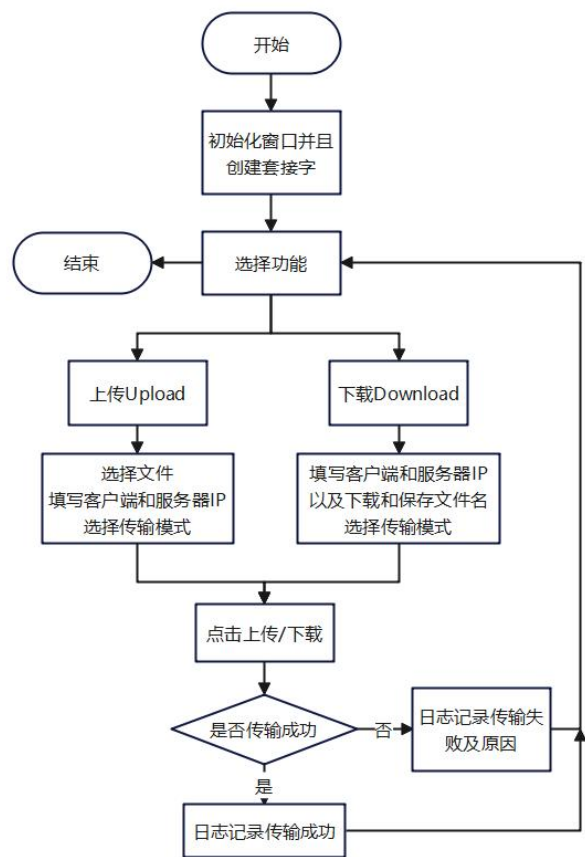 开始
初始化窗口并且
创建套接字
结束
选择功能
上传Upload
下载Download
选择文件
填写客户端和服务器IP
选择传输模式
填写客户端和服务器IP
以及下载和保存文件名
选择传输模式
点击上传/下载
是否传输成功
否
日志记录传输失
败及原因
是
日志记录传输成功